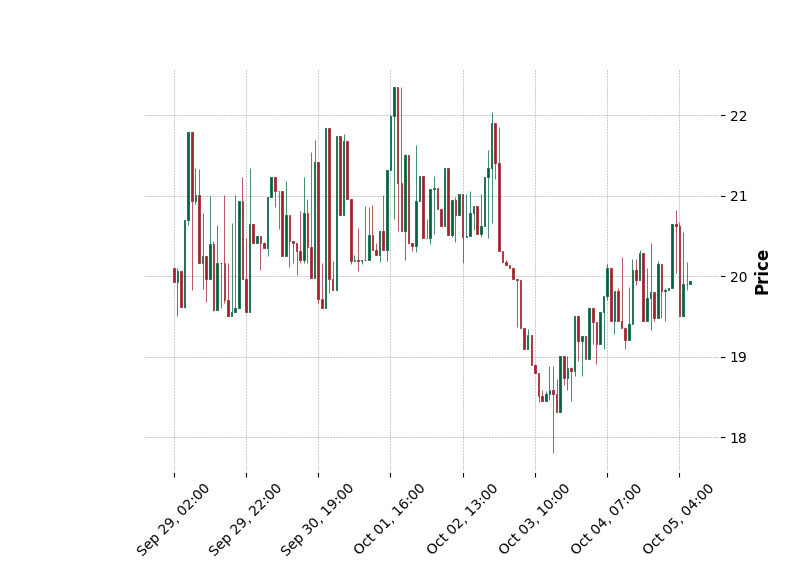 22
21
20
19
18
Price
Sep 29, 02:00
Sep 29, 22:00
Sep 30, 19:00
Oct 01, 16:00
Oct 02, 13:00
Oct 03, 10:00
Oct 04, 07:00
Oct 05, 04:00